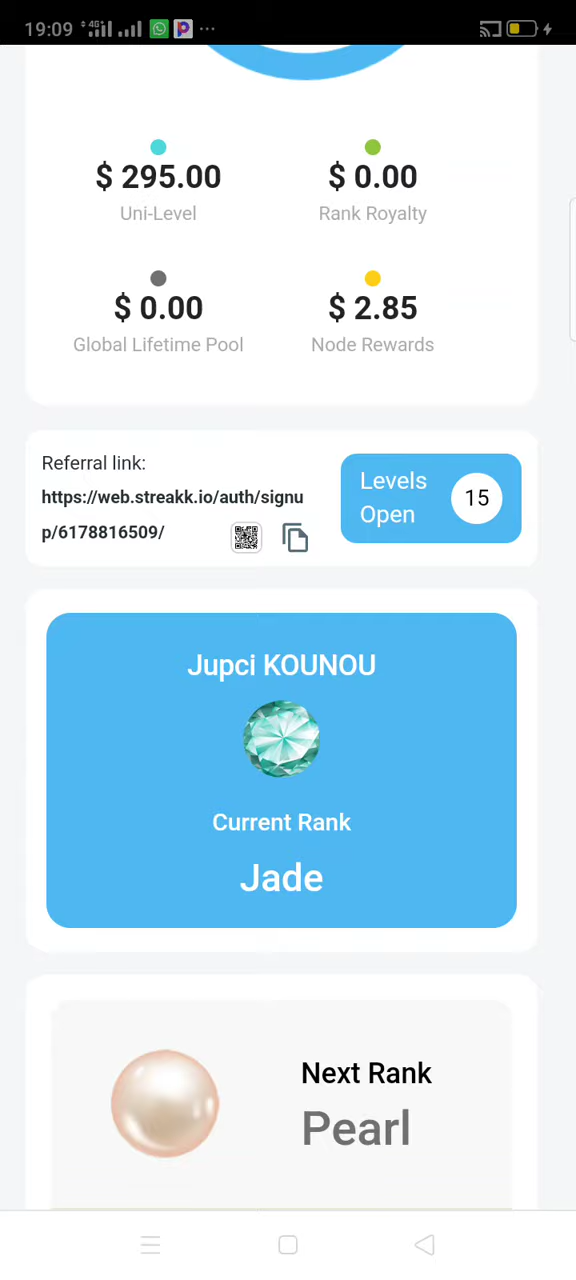 19:09 4G+
$ 295.00
Uni-Level
$ 0.00
Rank Royalty
$ 0.00
Global Lifetime Pool
$ 2.85
Node Rewards
Referral link:
https://web.streakk.io/auth/signu
p/6178816509/
Levels
Open
15
Jupci KOUNOU
Current Rank
Jade
Next Rank
Pearl